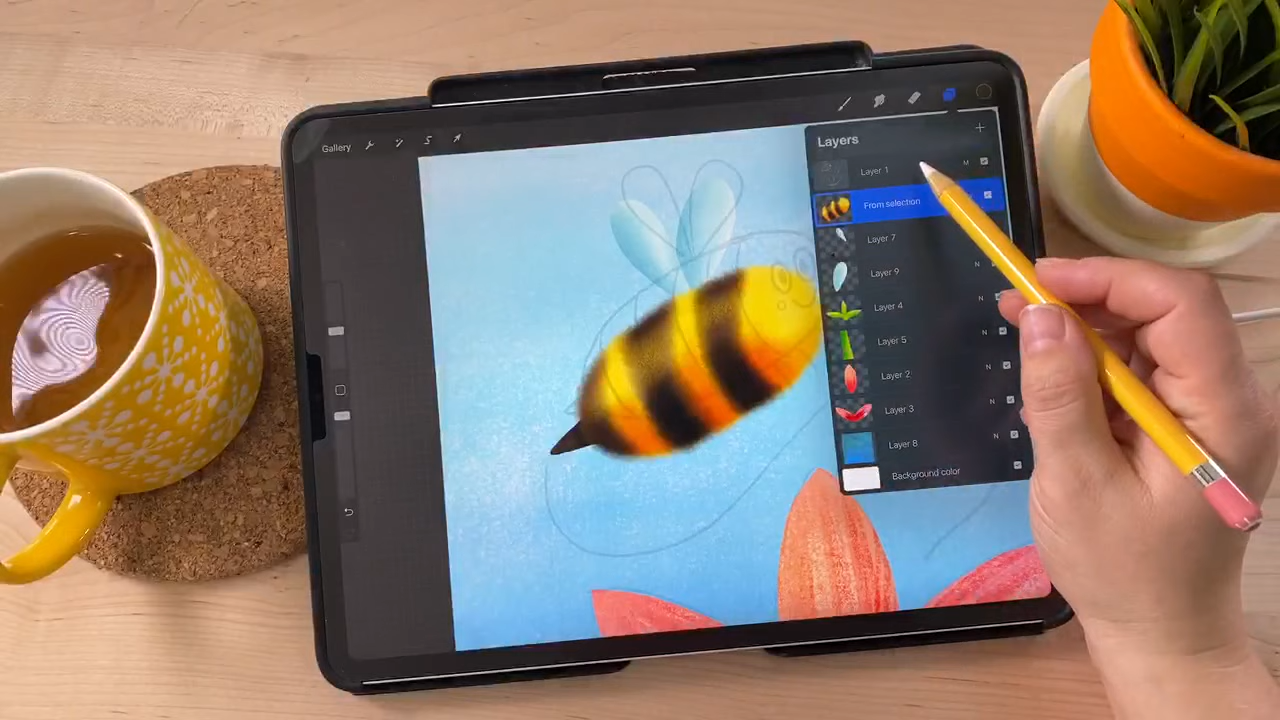 Gallery
Layers
Layer 1 M
From selection
Layer 7
Layer 9 N
Layer 4 N
Layer 5 N
Layer 2 N
Layer 3 N
Layer 8 N
Background color